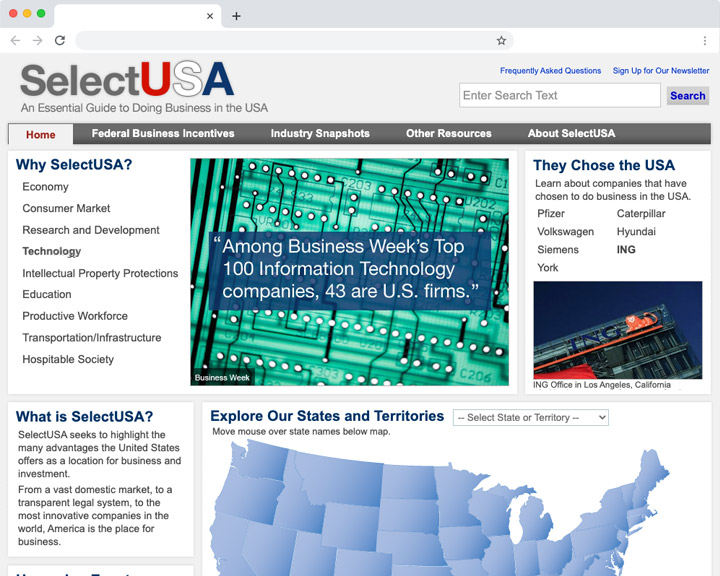 SelectUSA
An Essential Guide to Doing Business in the USA
Frequently Asked Questions
Sign Up for Our Newsletter
Enter Search Text
Search
Home
Federal Business Incentives
Industry Snapshots
Other Resources
About SelectUSA
Why SelectUSA?
Economy
Consumer Market
Research and Development
Technology
Intellectual Property Protections
Education
Productive Workforce
Transportation/Infrastructure
Hospitable Society
C203
C202
“Among Business Week’s Top
100 Information Technology
companies, 43 are U.S. firms.”
C206
Business Week
They Chose the USA
Learn about companies that have
chosen to do business in the USA.
Pfizer
Caterpillar
Volkswagen
Hyundai
Siemens
ING
York
ING
ING Office in Los Angeles, California
What is SelectUSA?
SelectUSA seeks to highlight the
many advantages the United States
offers as a location for business and
investment.
From a vast domestic market, to a
transparent legal system, to the
most innovative companies in the
world, America is the place for
business.
Explore Our States and Territories
-- Select State or Territory --
Move mouse over state names below map.